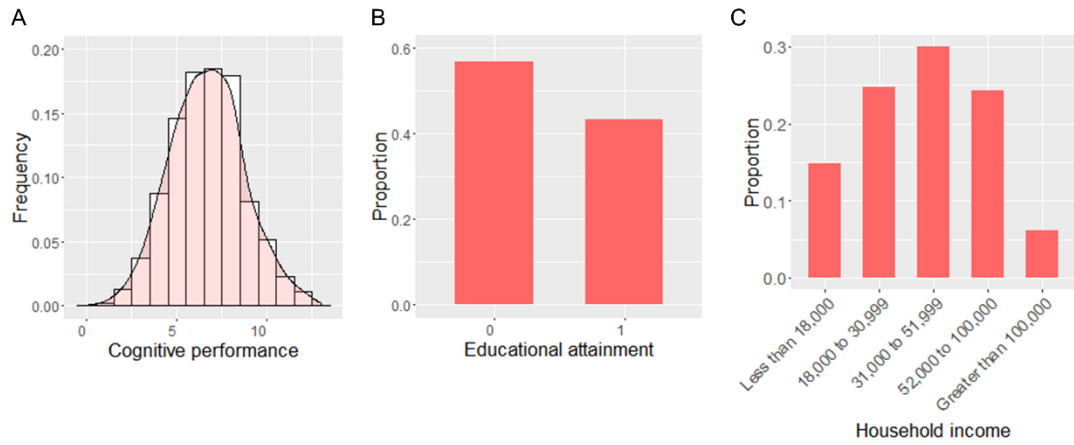 A
Frequency
0.20
0.15
0.10
0.05
0.00
0 5 10
Cognitive performance
B
Proportion
0.6
0.4
0.2
0.0
0 1
Educational attainment
C
Proportion
0.3
0.2
0.1
0.0
Less than 18,000
18,000 to 30,999
31,000 to 51,999
52,000 to 100,000
Greater than 100,000
Household income